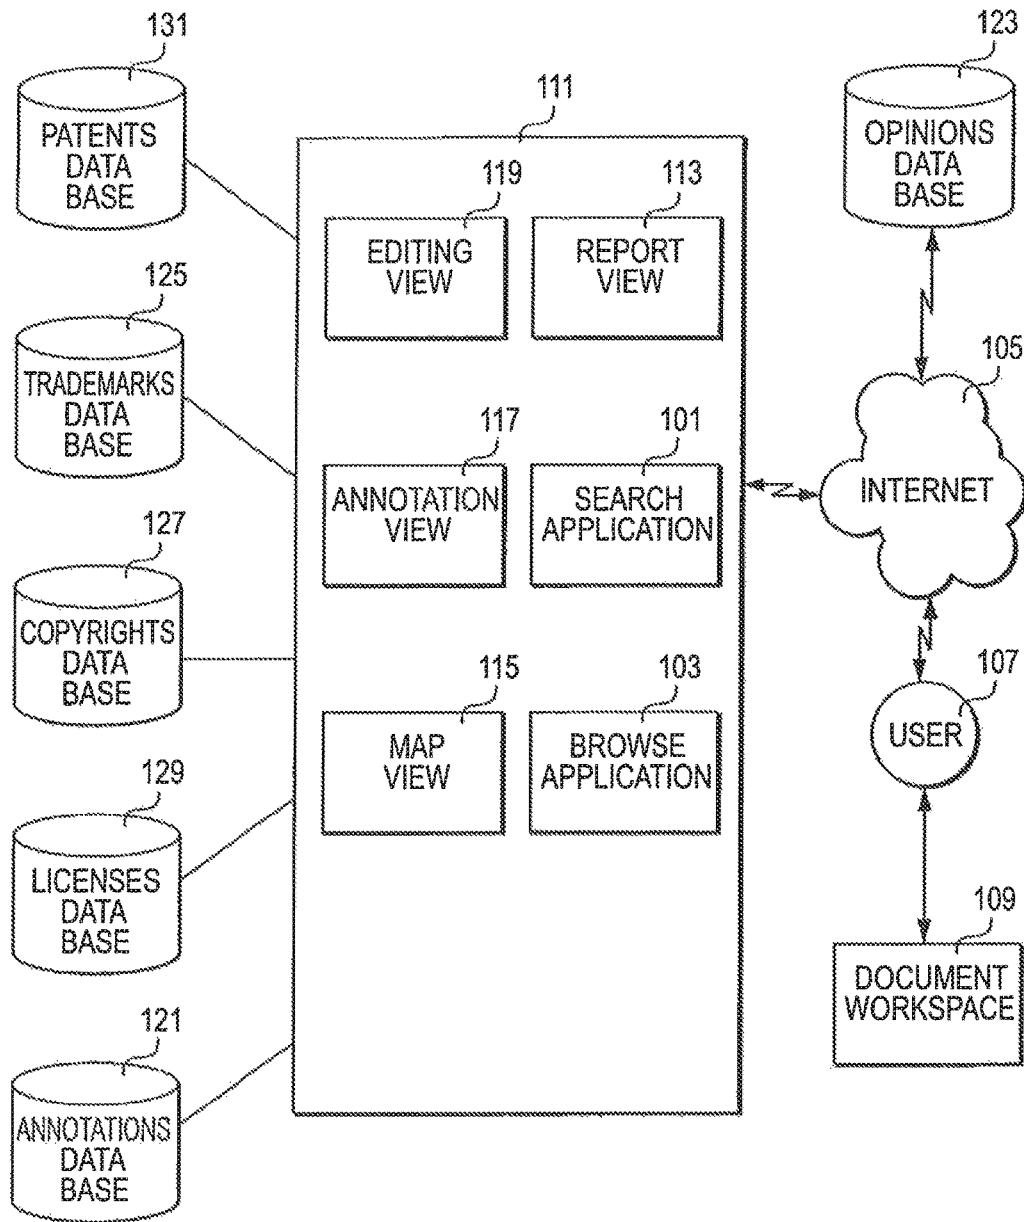 131
PATENTS
DATA
BASE
125
TRADEMARKS
DATA
BASE
127
COPYRIGHTS
DATA
BASE
129
LICENSES
DATA
BASE
121
ANNOTATIONS
DATA
BASE
111
119
EDITING
VIEW
113
REPORT
VIEW
117
ANNOTATION
VIEW
101
SEARCH
APPLICATION
115
MAP
VIEW
103
BROWSE
APPLICATION
123
OPINIONS
DATA
BASE
105
INTERNET
107
USER
109
DOCUMENT
WORKSPACE